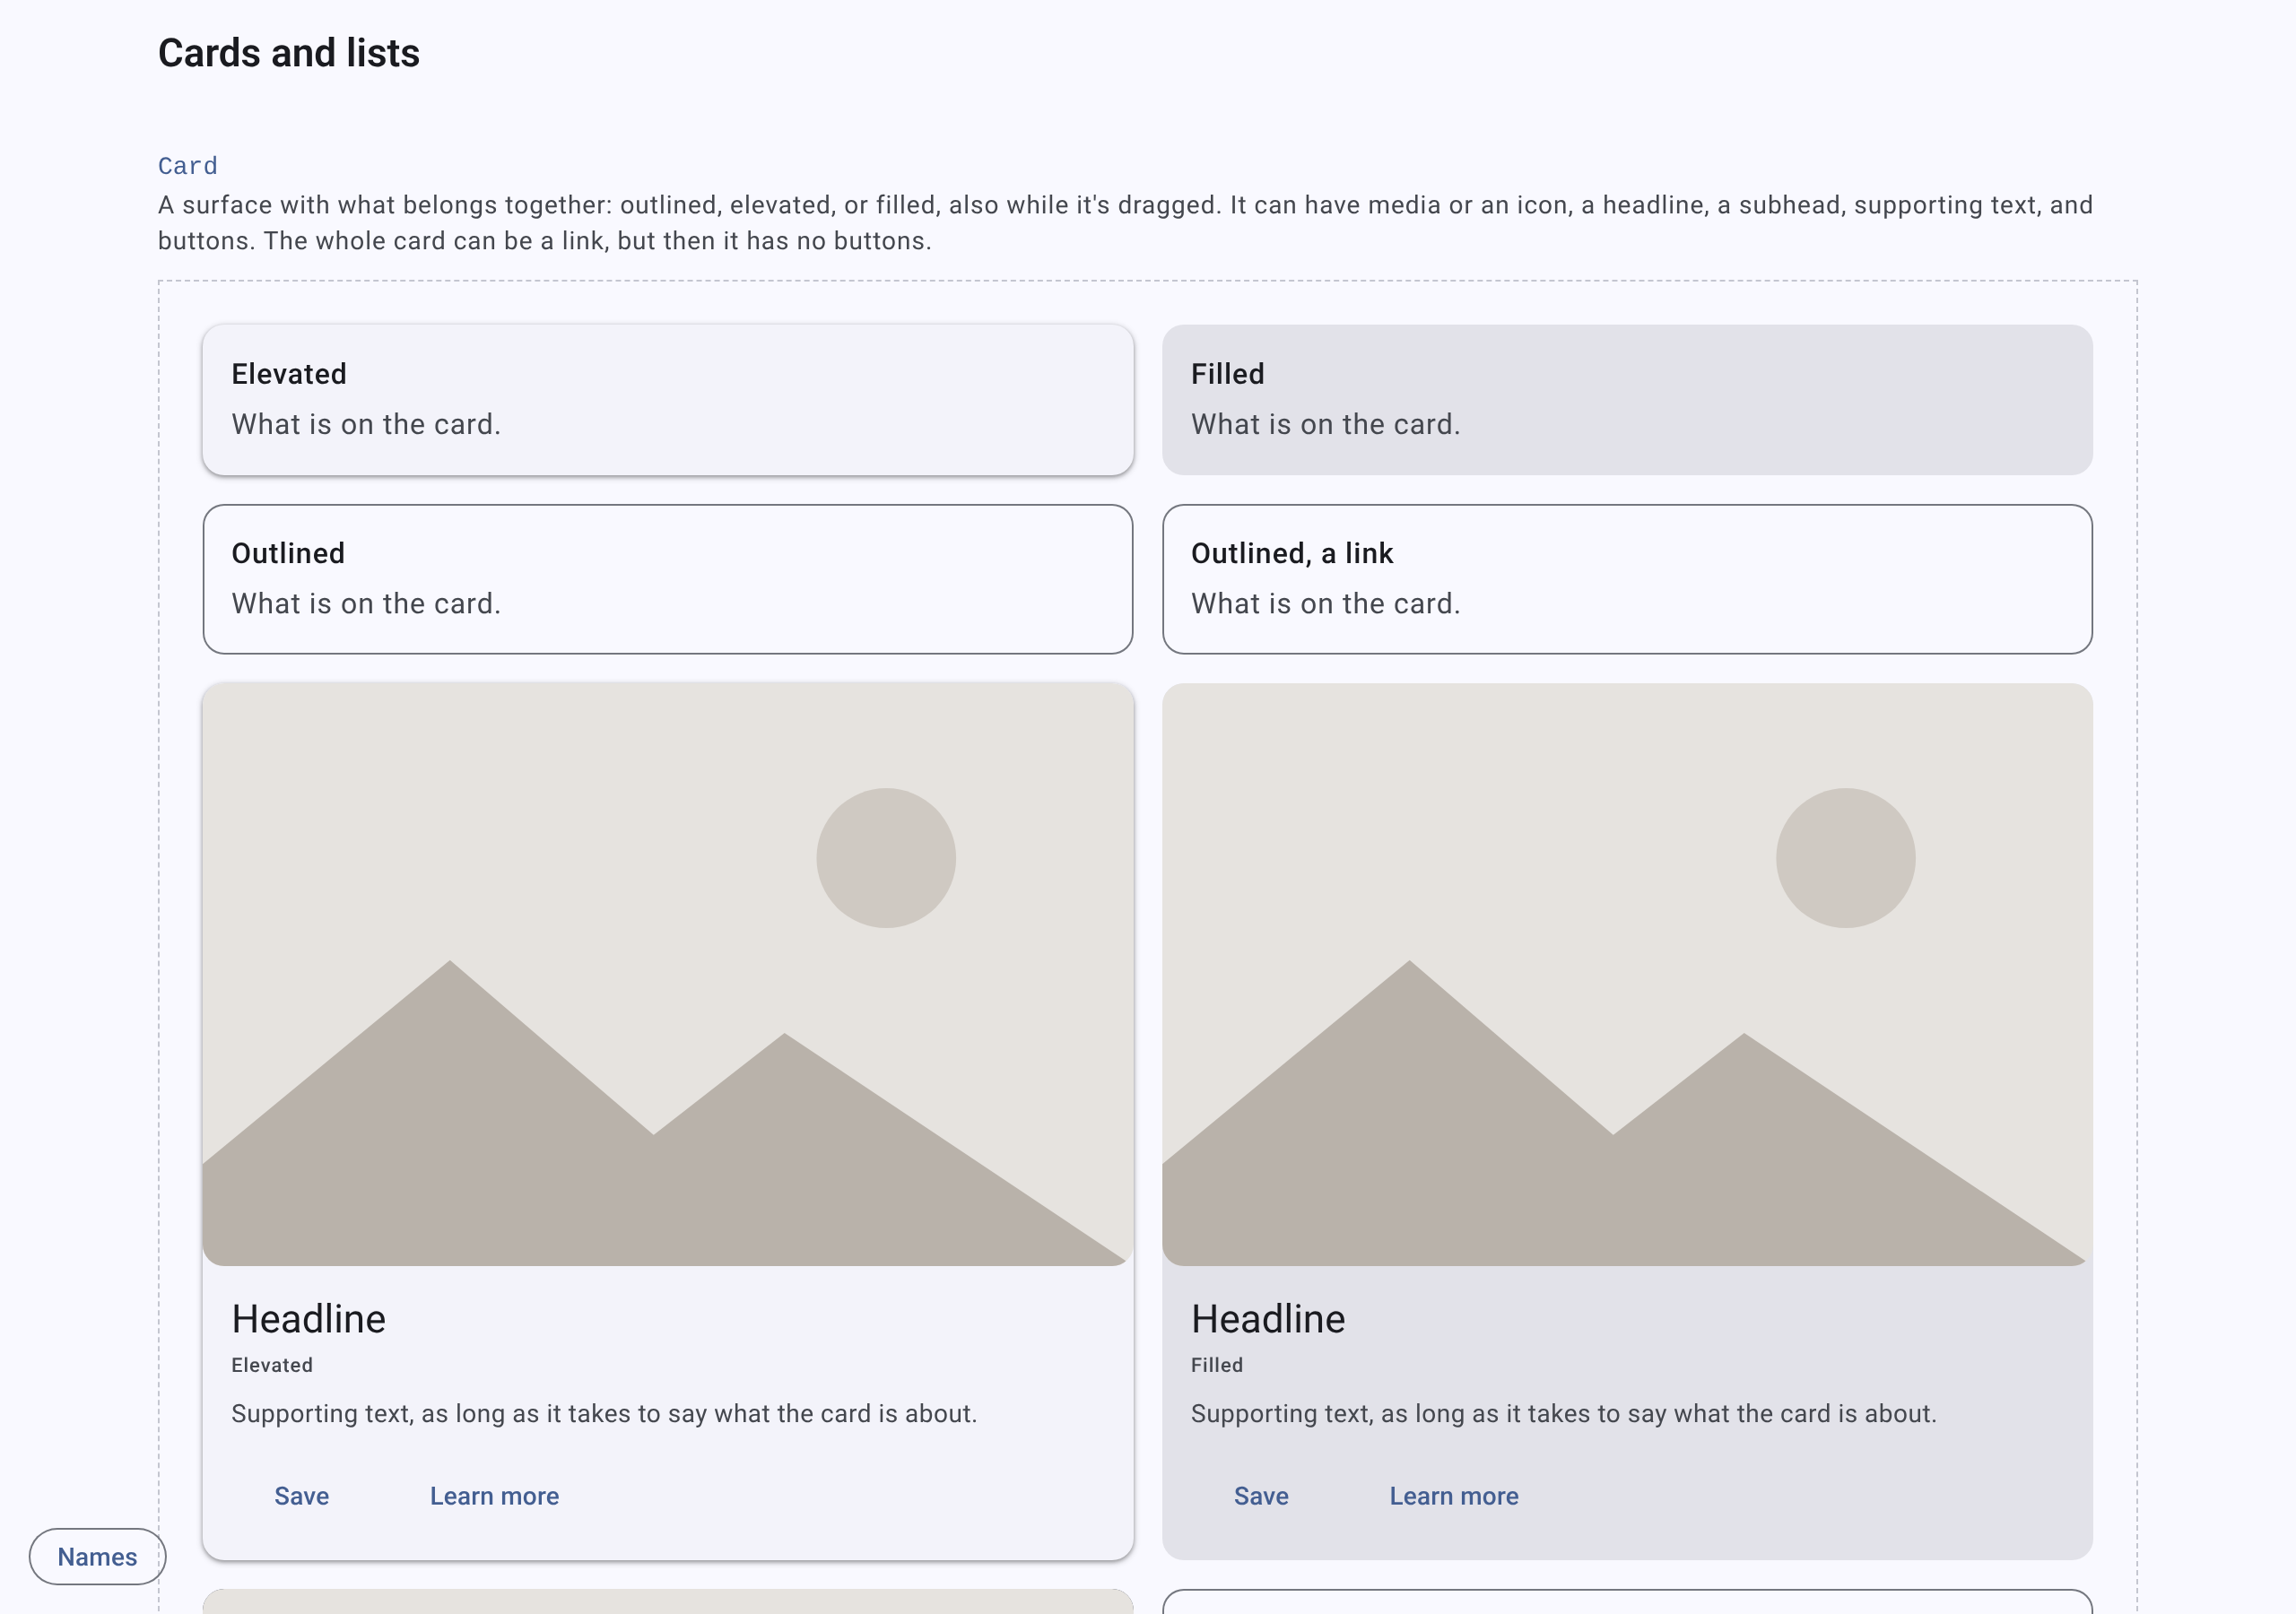 Cards and lists
Card
A surface with what belongs together: outlined, elevated, or filled, also while it's dragged. It can have media or an icon, a headline, a subhead, supporting text, and
buttons. The whole card can be a link, but then it has no buttons.
Elevated
What is on the card.
Filled
What is on the card.
Outlined
What is on the card.
Outlined, a link
What is on the card.
Headline
Elevated
Supporting text, as long as it takes to say what the card is about.
Save
Learn more
Headline
Filled
Supporting text, as long as it takes to say what the card is about.
Save
Learn more
Names